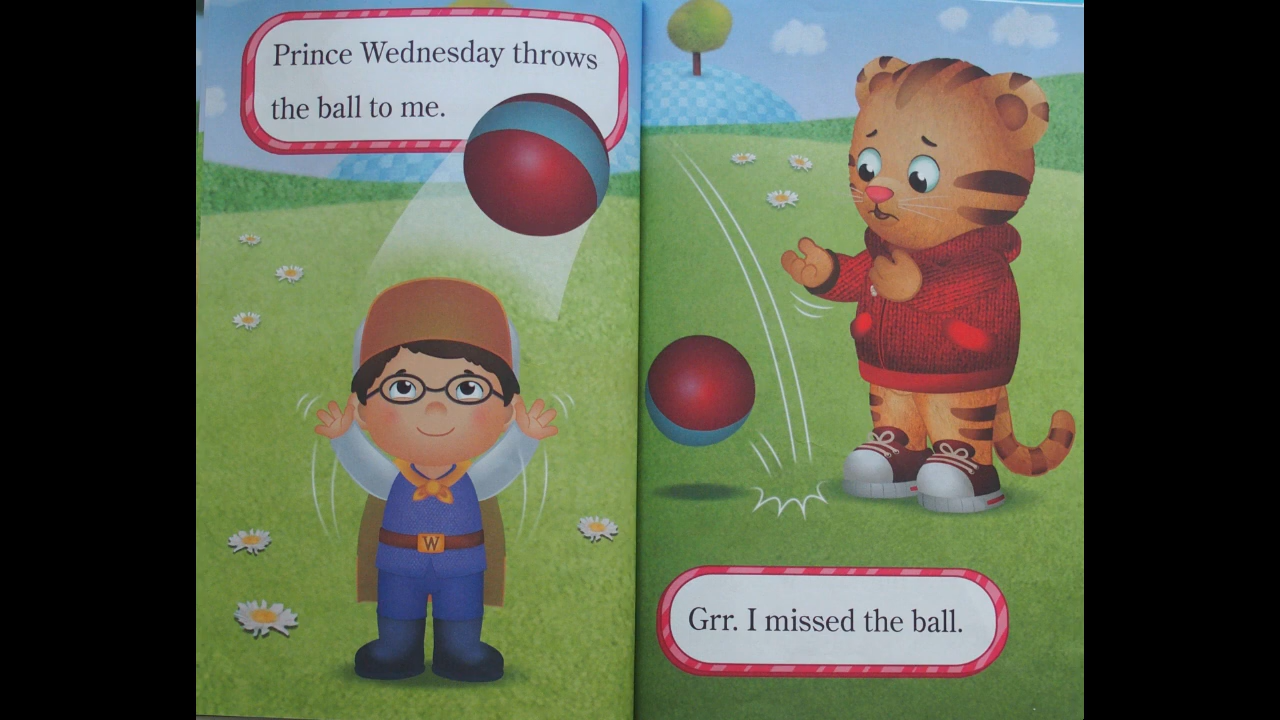 Prince Wednesday throws
the ball to me.
W
Grr. I missed the ball.